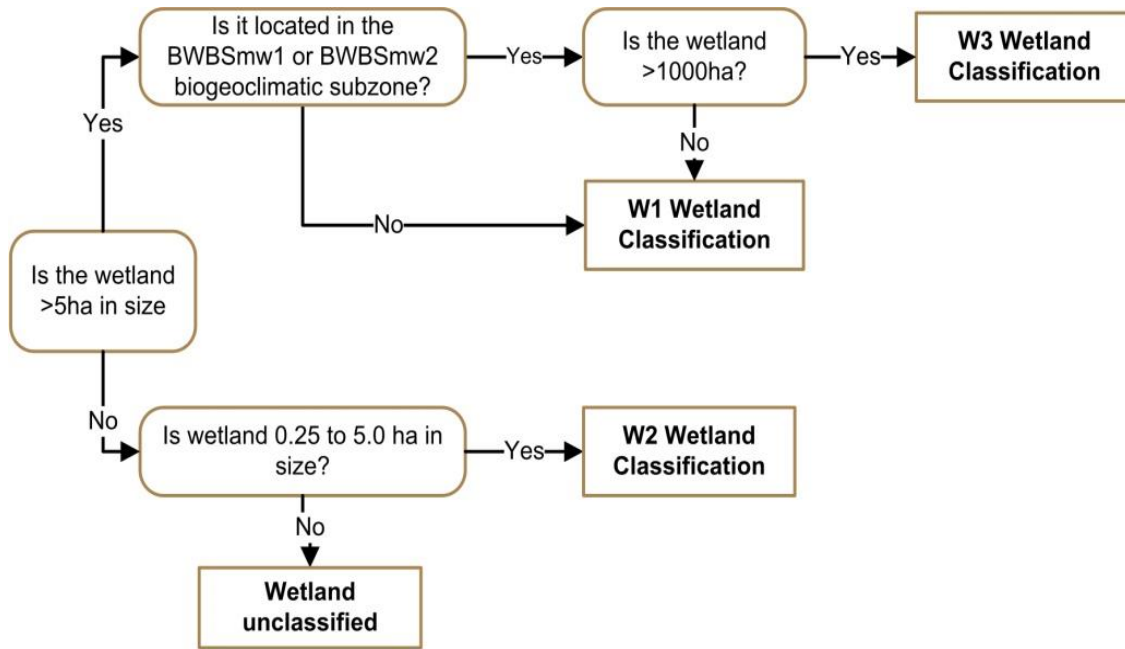 Is it located in the
BWBSmw1 or BWBSmw2
biogeoclimatic subzone?
Yes
Is the wetland
>1000ha?
Yes
W3 Wetland
Classification
Yes
No
No
W1 Wetland
Classification
Is the wetland
>5ha in size
No
Is wetland 0.25 to 5.0 ha in
size?
Yes
W2 Wetland
Classification
No
Wetland
unclassified